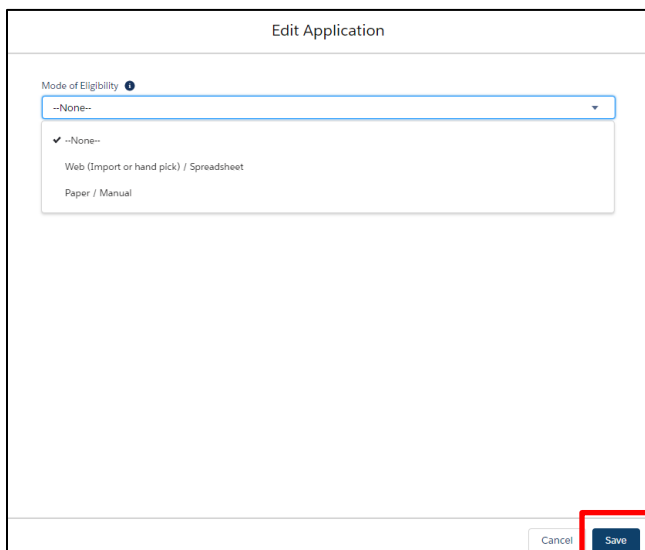 Edit Application
Mode of Eligibility
--None--
--None--
Web (Import or hand pick) / Spreadsheet
Paper / Manual
Cancel
Save